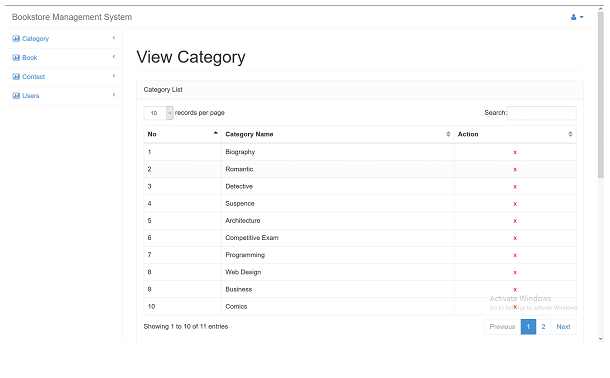 Bookstore Management System
Category
Book
Contact
Users
View Category
Category List
10 records per page Search:
No Category Name Action
1 Biography x
2 Romantic x
3 Detective x
4 Suspence x
5 Architecture x
6 Competitive Exam x
7 Programming x
8 Web Design x
9 Business x
10 Comics x
Activate Windows
Go to Settings to activate Windows.
Showing 1 to 10 of 11 entries Previous 1 2 Next